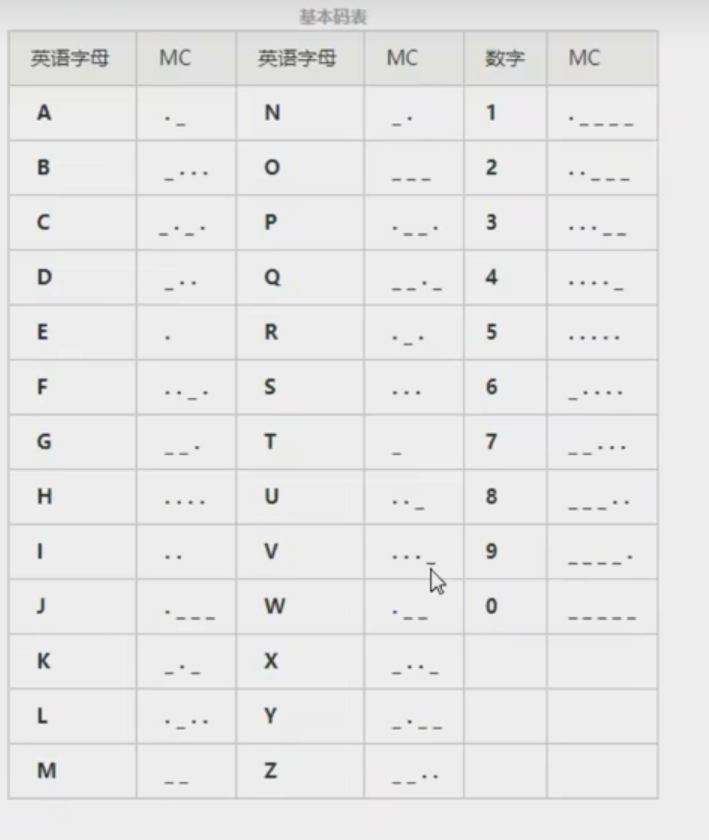 基本码表
英语字母 MC 英语字母 MC 数字 MC
A ._ N _. 1 .____
B _... O ___ 2 ..___
C _._. P .__. 3 ...__
D _.. Q __._ 4 ...._
E . R ._. 5 .....
F .._. S ... 6 _....
G __. T _ 7 __...
H .... U .._ 8 ___..
I .. V ..._ 9 ____.
J .___ W .__ 0 _____
K _._ X _.._
L ._.. Y _.__
M __ Z __..